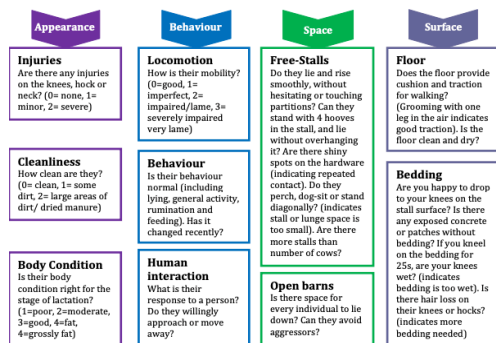 Appearance
Injuries
Are there any injuries
on the knees, hock or
neck? (0= none, 1=
minor, 2= severe)
Cleanliness
How clean are they?
(0= clean, 1= some
dirt, 2= large areas of
dirt/ dried manure)
Body Condition
Is their body
condition right for the
stage of lactation?
(1=poor, 2=moderate,
3=good, 4=fat,
4=grossly fat)
Behaviour
Locomotion
How is their mobility?
(0=good, 1=
imperfect, 2=
impaired/lame, 3=
severely impaired
very lame)
Behaviour
Is their behaviour
normal (including
lying, general activity,
rumination and
feeding). Has it
changed recently?
Human
interaction
What is their
response to a person?
Do they willingly
approach or move
away?
Space
Free-Stalls
Do they lie and rise
smoothly, without
hesitating or touching
partitions? Can they
stand with 4 hooves
in the stall, and lie
without overhanging
it? Are there shiny
spots on the hardware
(indicating repeated
contact). Do they
perch, dog-sit or stand
diagonally? (indicates
stall or lunge space is
too small). Are there
more stalls than
number of cows?
Open barns
Is there space for
every individual to lie
down? Can they avoid
aggressors?
Surface
Floor
Does the floor provide
cushion and traction
for walking?
(Grooming with one
leg in the air indicates
good traction). Is the
floor clean and dry?
Bedding
Are you happy to drop
to your knees on the
stall surface? Is there
any exposed concrete
or patches without
bedding? If you kneel
on the bedding for
25s, are your knees
wet? (indicates
bedding is too wet). Is
there hair loss on
their knees or hocks?
(indicates more
bedding needed)